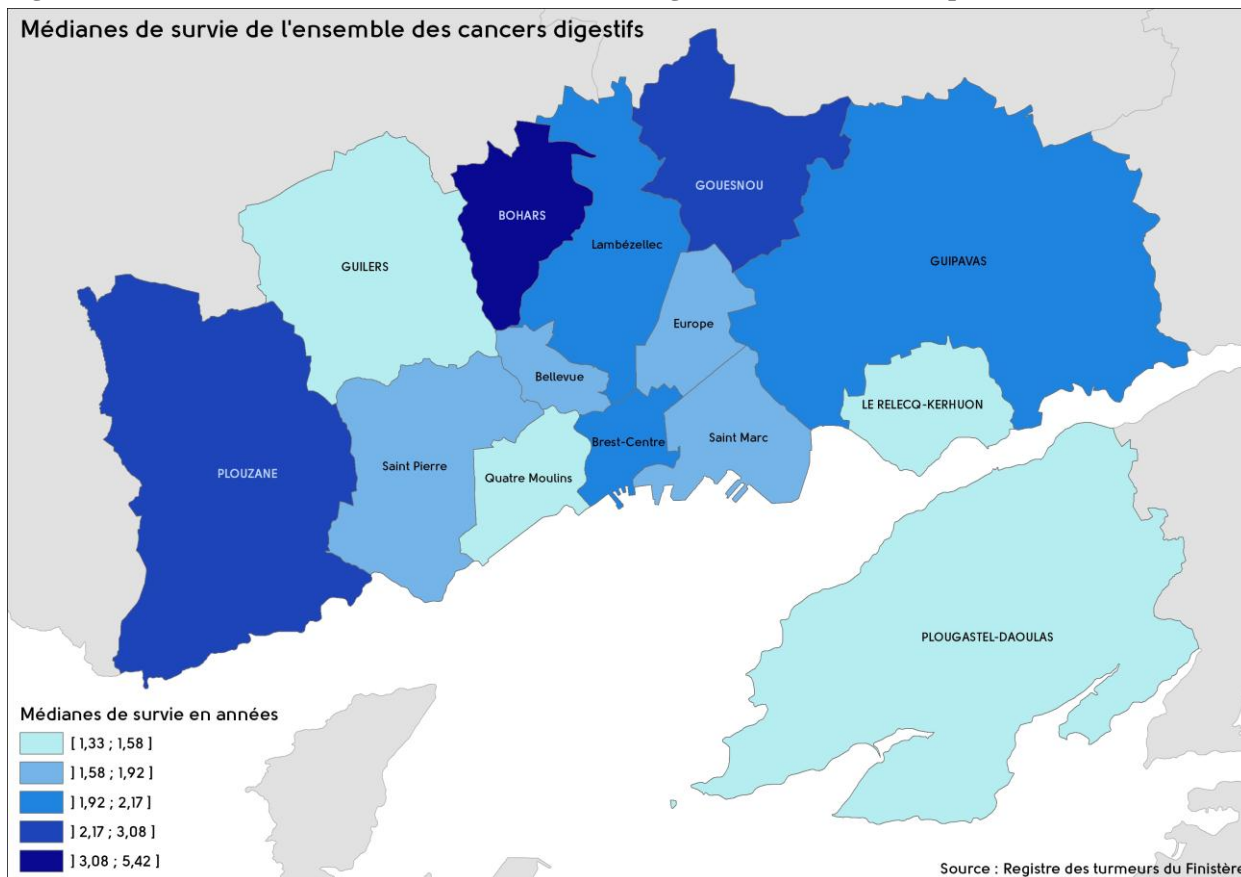 Médianes de survie de l'ensemble des cancers digestifs
GOUESNOU
BOHARS
Lambézellec
GUILERS
GUIPAVAS
Europe
Bellevue
LE RELECQ-KERHUON
Brest-Centre
Saint Marc
Saint Pierre
PLOUZANE
Quatre Moulins
PLOUGASTEL-DAOULAS
Médianes de survie en années
[ 1,33 ; 1,58 ]
] 1,58 ; 1,92 ]
] 1,92 ; 2,17 ]
] 2,17 ; 3,08 ]
] 3,08 ; 5,42 ]
Source : Registre des turmeurs du Finistère